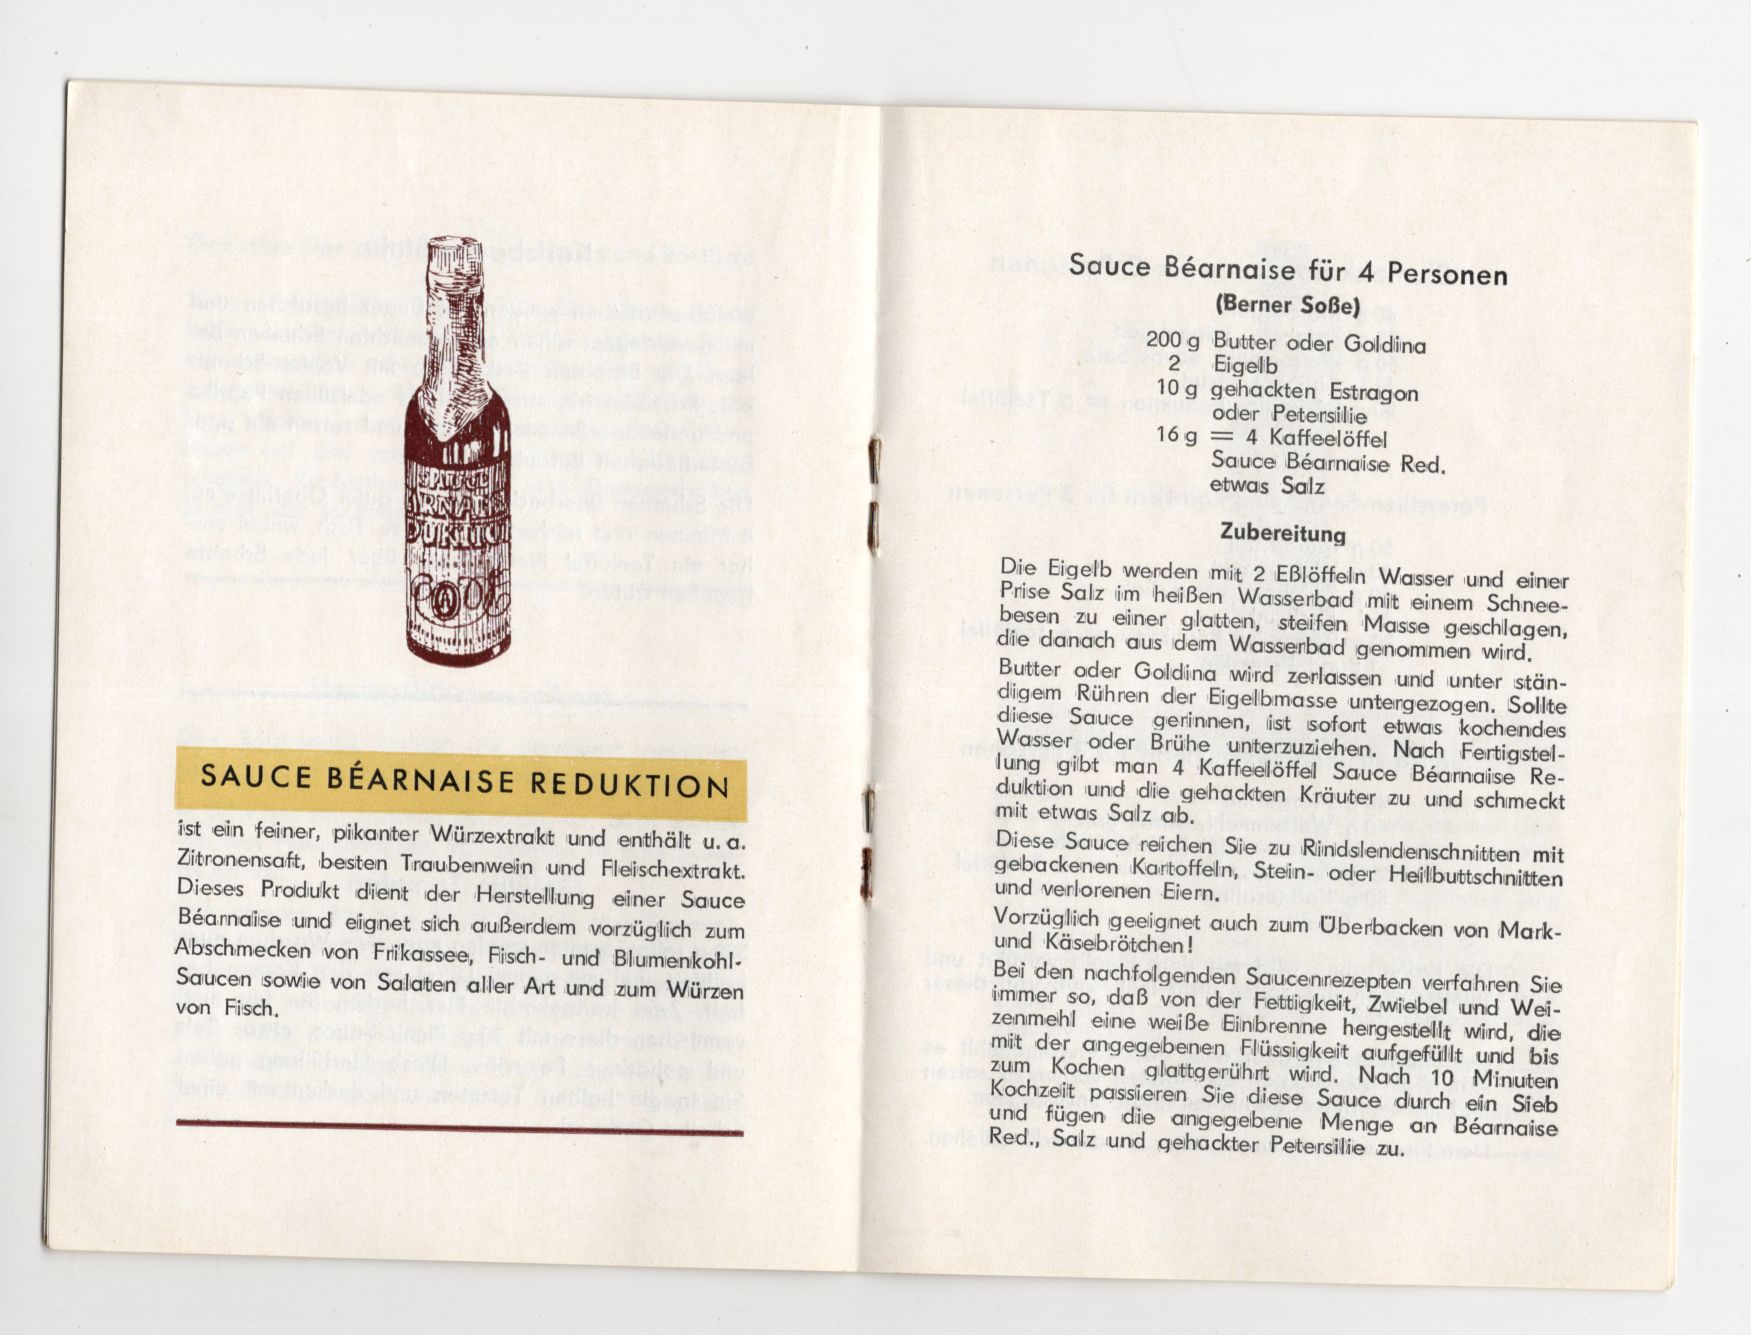 SAUCE
ARNAIS
DUKTIO
SAUCE BÉARNAISE REDUKTION
ist ein feiner, pikanter Würzextrakt und enthält u. a.
Zitronensaft, besten Traubenwein und Fleischextrakt.
Dieses Produkt dient der Herstellung einer Sauce
Béarnaise und eignet sich außerdem vorzüglich zum
Abschmecken von Frikassee, Fisch- und Blumenkohl-
Saucen sowie von Salaten aller Art und zum Würzen
von Fisch.
Sauce Béarnaise für 4 Personen
(Berner Soße)
200 g Butter oder Goldina
2 Eigelb
10 g gehackten Estragon
oder Petersilie
16 g = 4 Kaffeelöffel
Sauce Béarnaise Red.
etwas Salz
Zubereitung
Die Eigelb werden mit 2 Eßlöffeln Wasser und einer
Prise Salz im heißen Wasserbad mit einem Schnee-
besen zu einer glatten, steifen Masse geschlagen,
die danach aus dem Wasserbad genommen wird.
Butter oder Goldina wird zerlassen und unter stän-
digem Rühren der Eigelbmasse untergezogen. Sollte
diese Sauce gerinnen, ist sofort etwas kochendes
Wasser oder Brühe unterzuziehen. Nach Fertigstel-
lung gibt man 4 Kaffeelöffel Sauce Béarnaise Re-
duktion und die gehackten Kräuter zu und schmeckt
mit etwas Salz ab.
Diese Sauce reichen Sie zu Rindslendenschnitten mit
gebackenen Kartoffeln, Stein- oder Heilbuttschnitten
und verlorenen Eiern.
Vorzüglich geeignet auch zum Überbacken von Mark-
und Käsebrötchen!
Bei den nachfolgenden Saucenrezepten verfahren Sie
immer so, daß von der Fettigkeit, Zwiebel und Wei-
zenmehl eine weiße Einbrenne hergestellt wird, die
mit der angegebenen Flüssigkeit aufgefüllt und bis
zum Kochen glattgerührt wird. Nach 10 Minuten
Kochzeit passieren Sie diese Sauce durch ein Sieb
und fügen die angegebene Menge an Béarnaise
Red., Salz und gehackter Petersilie zu.